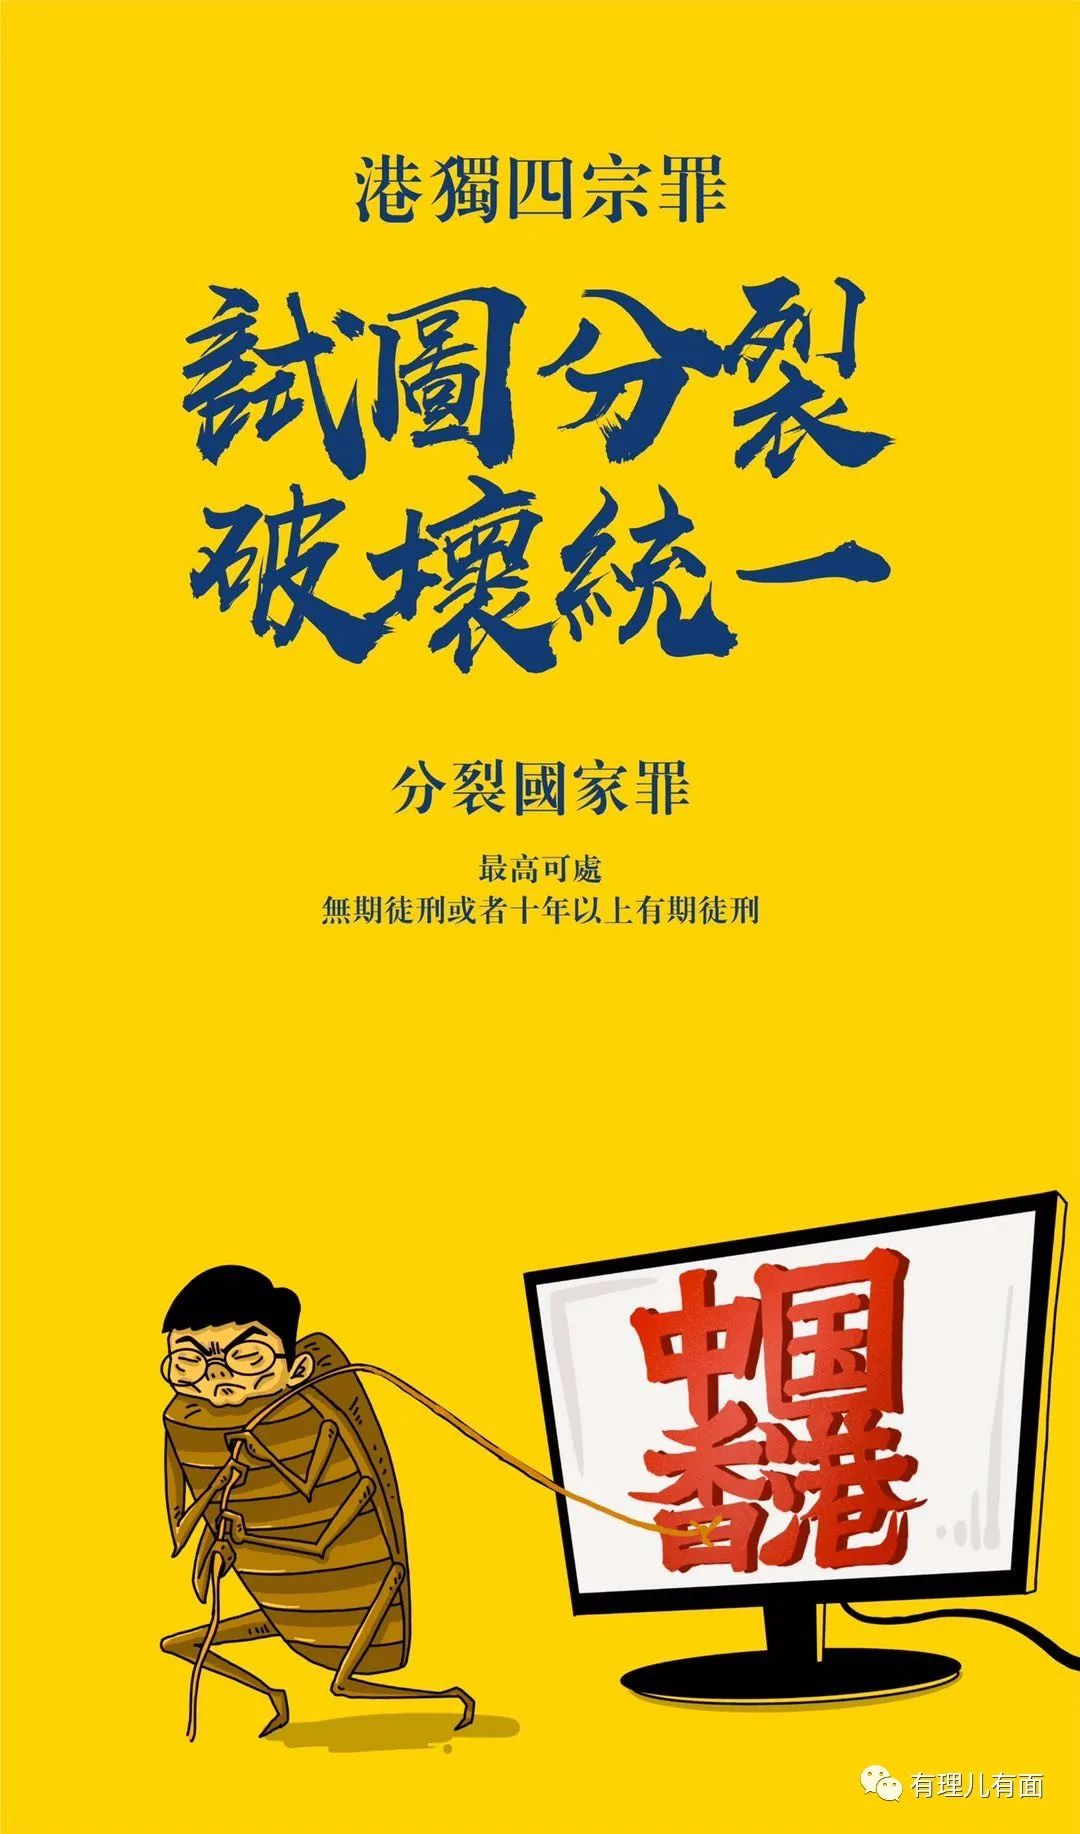 港獨四宗罪
試圖分裂
破壞統一
分裂國家罪
最高可處
無期徒刑或者十年以上有期徒刑
中国
香港
有理儿有面